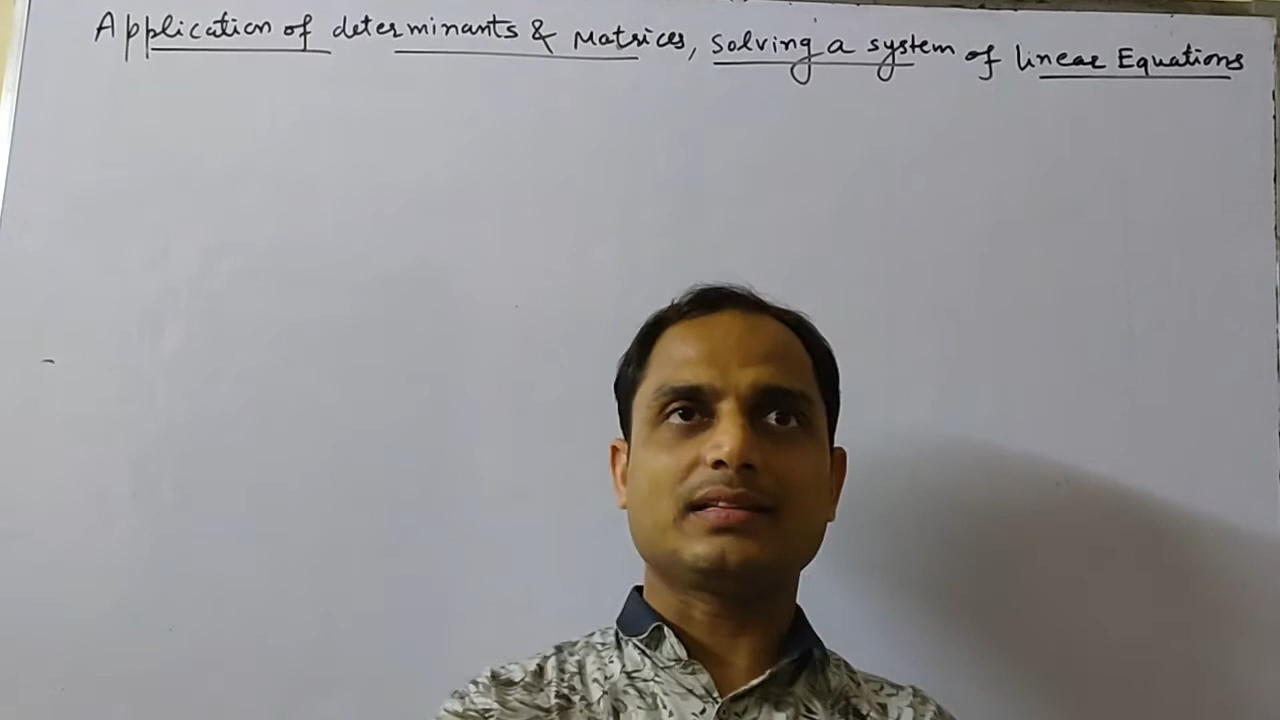 Application of determinants & Matrices, Solving a system of linear Equations